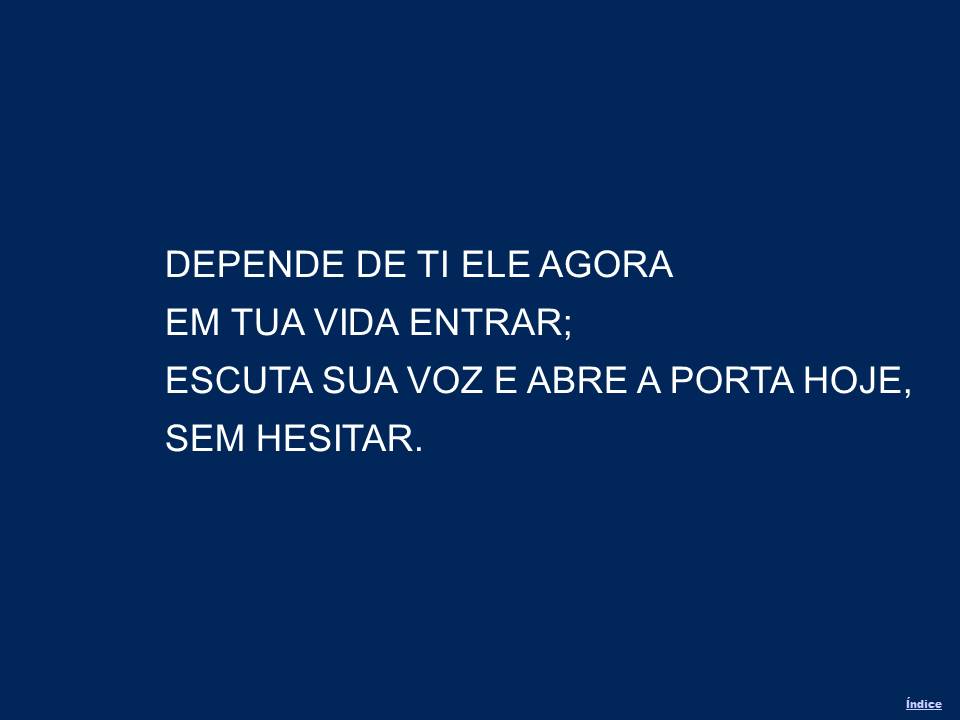 DEPENDE DE TI ELE AGORA
EM TUA VIDA ENTRAR;
ESCUTA SUA VOZ E ABRE A PORTA HOJE,
SEM HESITAR.
Índice